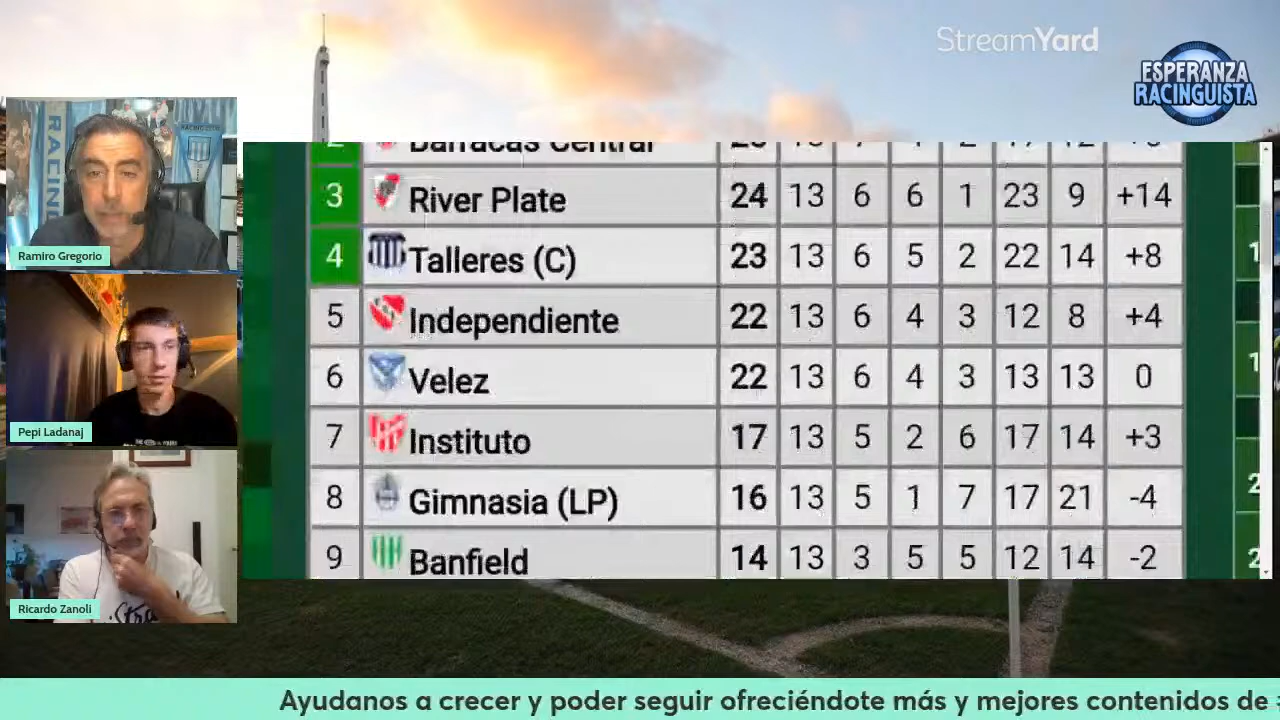 StreamYard
ESPERANZA
RACINGUISTA
RACING
Ramiro Gregorio
Pepi Ladanaj
Ricardo Zanoli
Barracas Central
3 River Plate 24 13 6 6 1 23 9 +14
4 Talleres (C) 23 13 6 5 2 22 14 +8
5 Independiente 22 13 6 4 3 12 8 +4
6 Velez 22 13 6 4 3 13 13 0
7 Instituto 17 13 5 2 6 17 14 +3
8 Gimnasia (LP) 16 13 5 1 7 17 21 -4
9 Banfield 14 13 3 5 5 12 14 -2
Ayudanos a crecer y poder seguir ofreciéndote más y mejores contenidos de